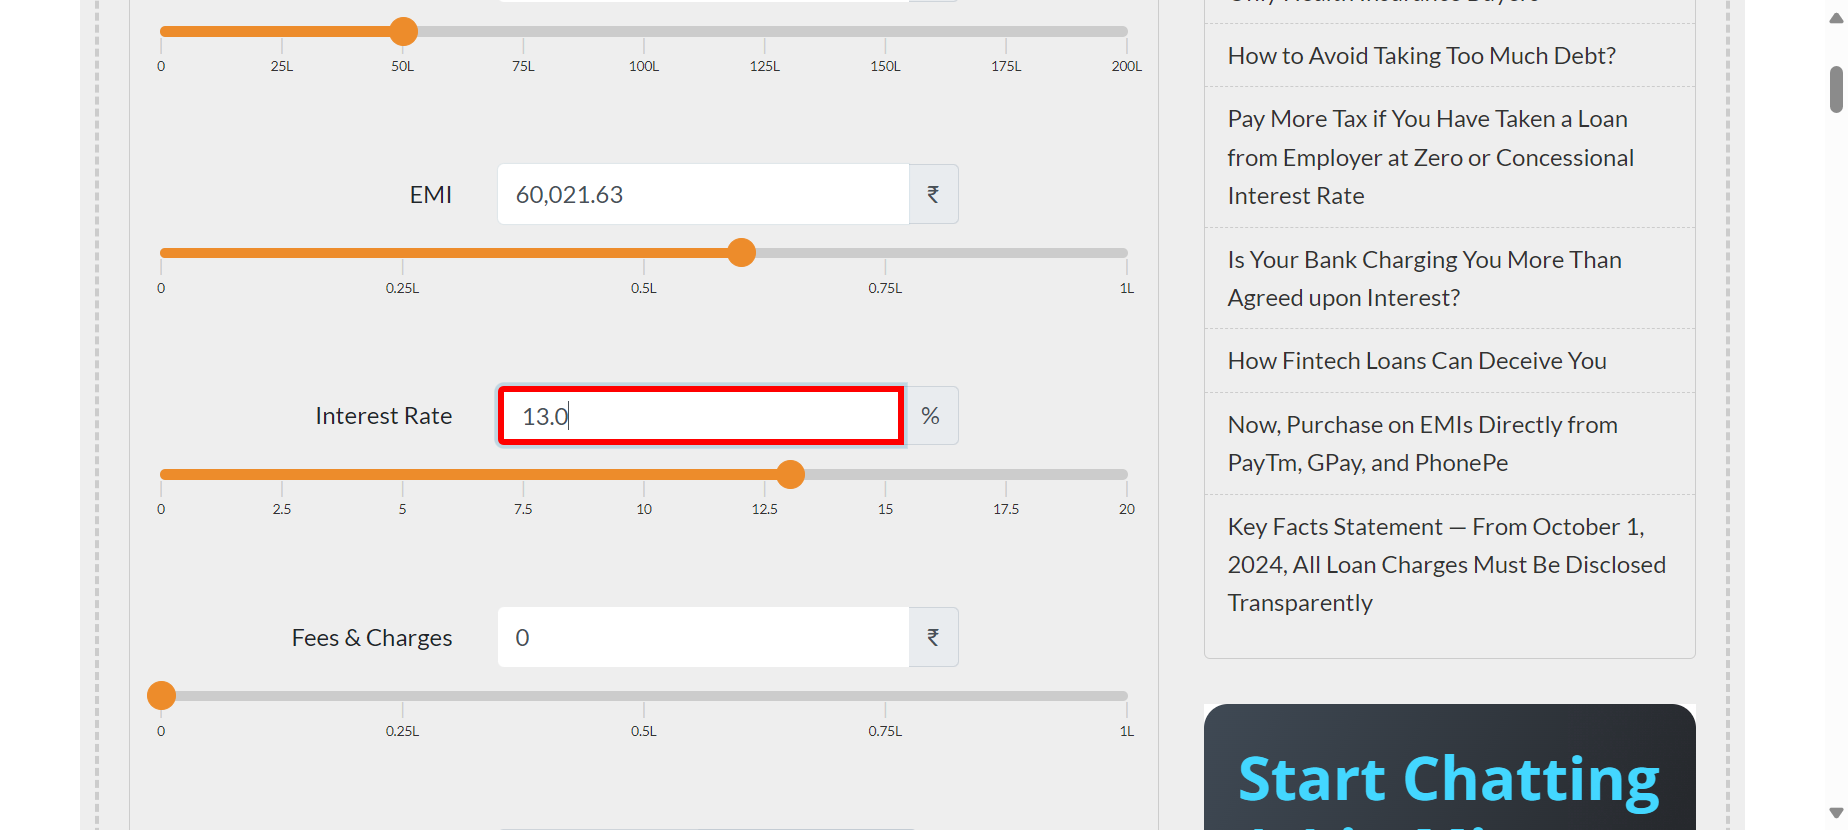 0 25L 50L 75L 100L 125L 150L 175L 200L
EMI 60,021.63 ₹
0 0.25L 0.5L 0.75L 1L
Interest Rate 13.0 %
0 2.5 5 7.5 10 12.5 15 17.5 20
Fees & Charges 0 ₹
0 0.25L 0.5L 0.75L 1L
How to Avoid Taking Too Much Debt?
Pay More Tax if You Have Taken a Loan
from Employer at Zero or Concessional
Interest Rate
Is Your Bank Charging You More Than
Agreed upon Interest?
How Fintech Loans Can Deceive You
Now, Purchase on EMIs Directly from
PayTm, GPay, and PhonePe
Key Facts Statement — From October 1,
2024, All Loan Charges Must Be Disclosed
Transparently
Start Chatting